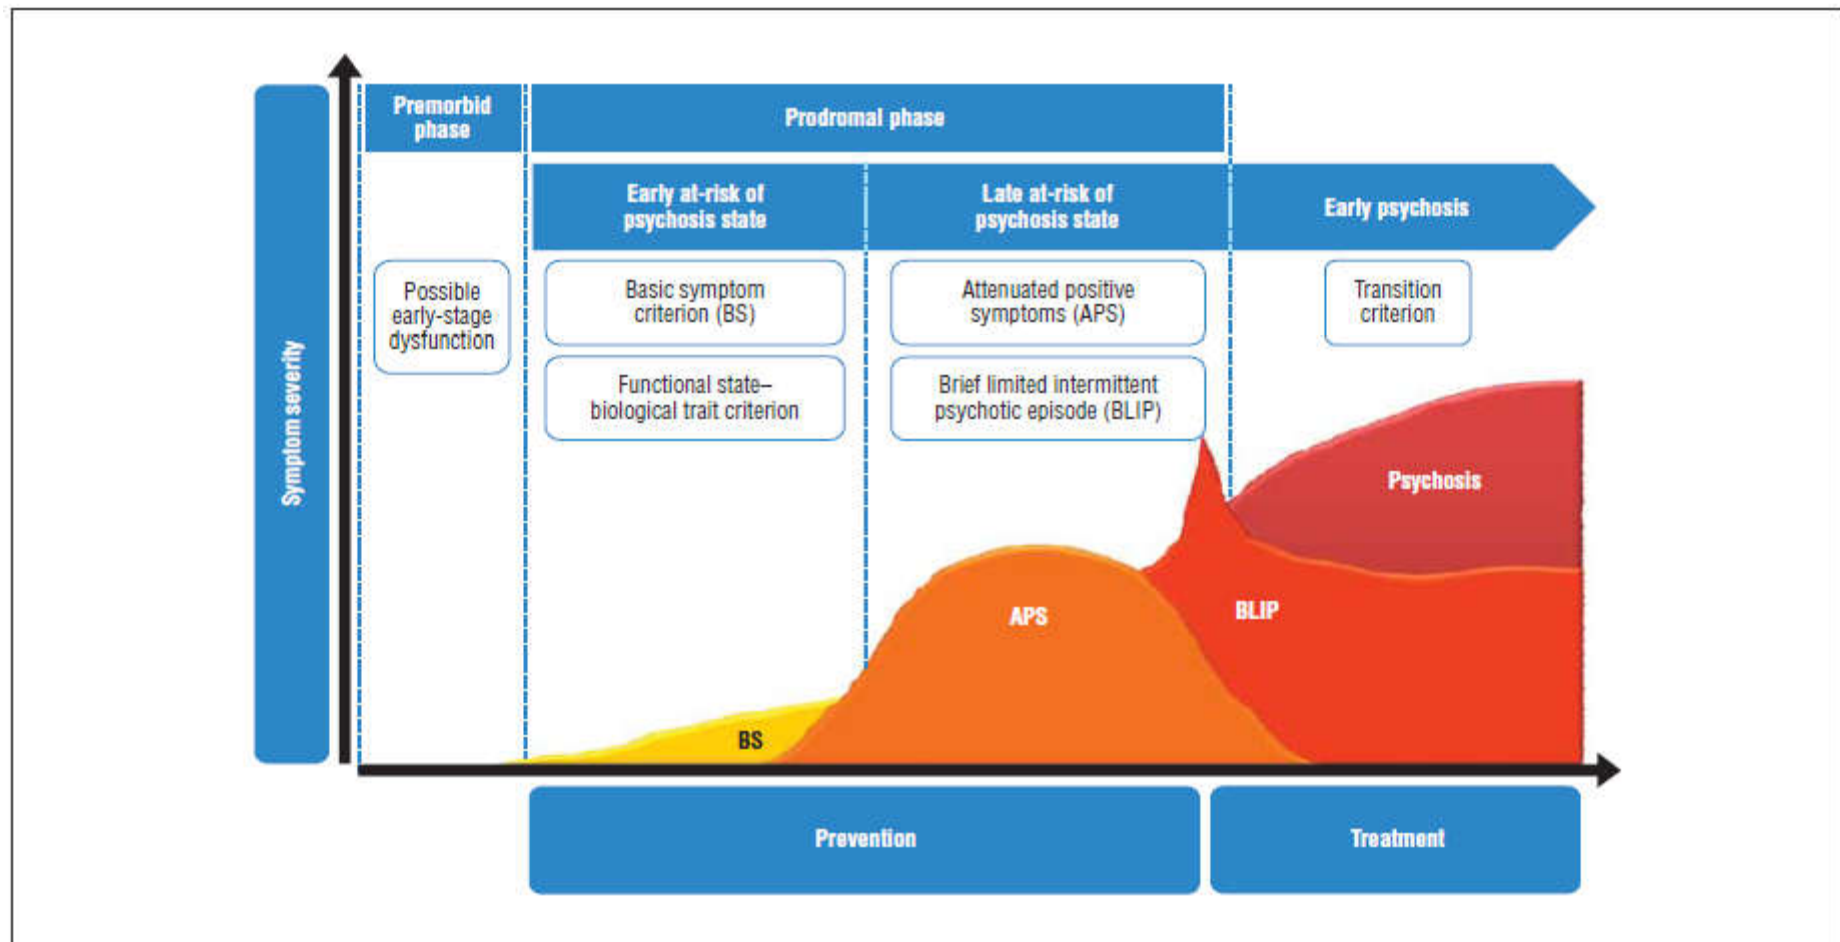 Premorbid
phase
Prodromal phase
Early at-risk of
psychosis state
Late at-risk of
psychosis state
Early psychosis
Possible
early-stage
dysfunction
Basic symptom
criterion (BS)
Attenuated positive
symptoms (APS)
Transition
criterion
Functional state–
biological trait criterion
Brief limited intermittent
psychotic episode (BLIP)
Symptom severity
Psychosis
APS
BLIP
BS
Prevention
Treatment